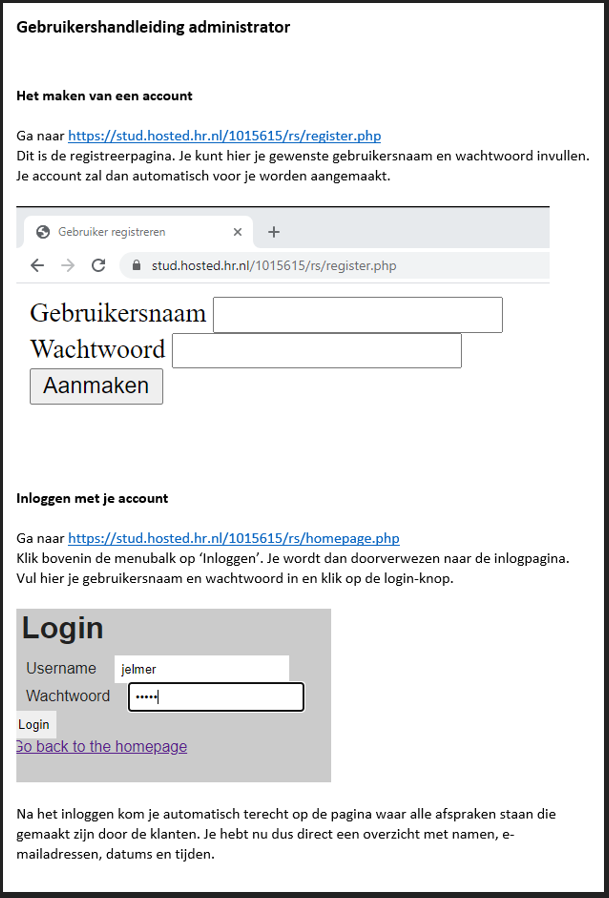 Gebruikershandleiding administrator
Het maken van een account
Ga naar https://stud.hosted.hr.nl/1015615/rs/register.php
Dit is de registreerpagina. Je kunt hier je gewenste gebruikersnaam en wachtwoord invullen.
Je account zal dan automatisch voor je worden aangemaakt.
Gebruiker registreren
stud.hosted.hr.nl/1015615/rs/register.php
Gebruikersnaam
Wachtwoord
Aanmaken
Inloggen met je account
Ga naar https://stud.hosted.hr.nl/1015615/rs/homepage.php
Klik bovenin de menubalk op ‘Inloggen’. Je wordt dan doorverwezen naar de inlogpagina.
Vul hier je gebruikersnaam en wachtwoord in en klik op de login-knop.
Login
Username jelmer
Wachtwoord •••••
Login
Go back to the homepage
Na het inloggen kom je automatisch terecht op de pagina waar alle afspraken staan die
gemaakt zijn door de klanten. Je hebt nu dus direct een overzicht met namen, e-
mailadressen, datums en tijden.